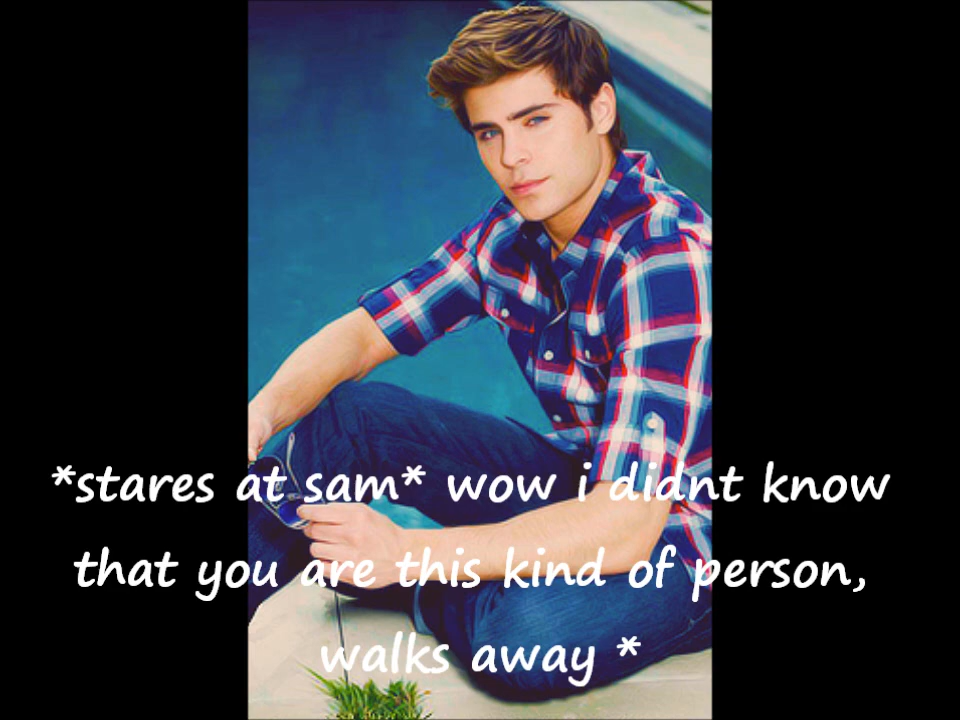 *stares at sam* wow i didnt know
that you are this kind of person,
walks away *